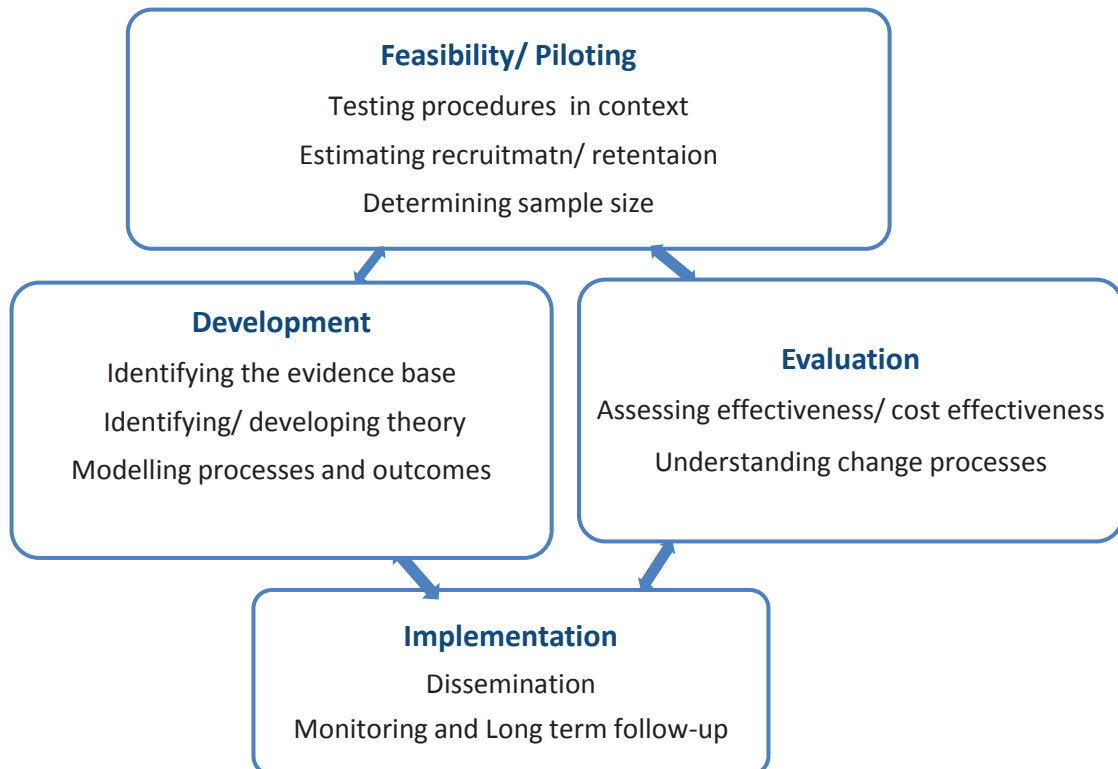 Feasibility/ Piloting
Testing procedures in context
Estimating recruitmatn/ retentaion
Determining sample size
Development
Identifying the evidence base
Identifying/ developing theory
Modelling processes and outcomes
Evaluation
Assessing effectiveness/ cost effectiveness
Understanding change processes
Implementation
Dissemination
Monitoring and Long term follow-up